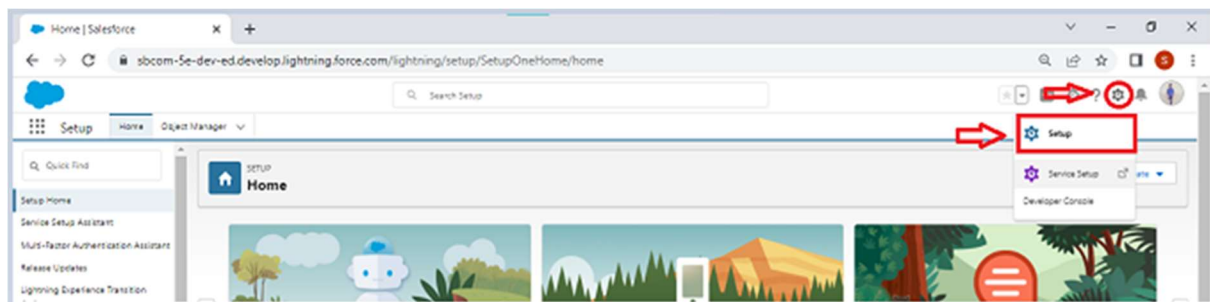 Home | Salesforce
sbcom-5e-dev-ed.develop.lightning.force.com/lightning/setup/SetupOneHome/home
S
Search Setup
Setup Home Object Manager
Setup
Quick Find
SETUP
Home
Service Setup
Developer Console
Setup Home
Service Setup Assistant
Multi-Factor Authentication Assistant
Release Updates
Lightning Experience Transition